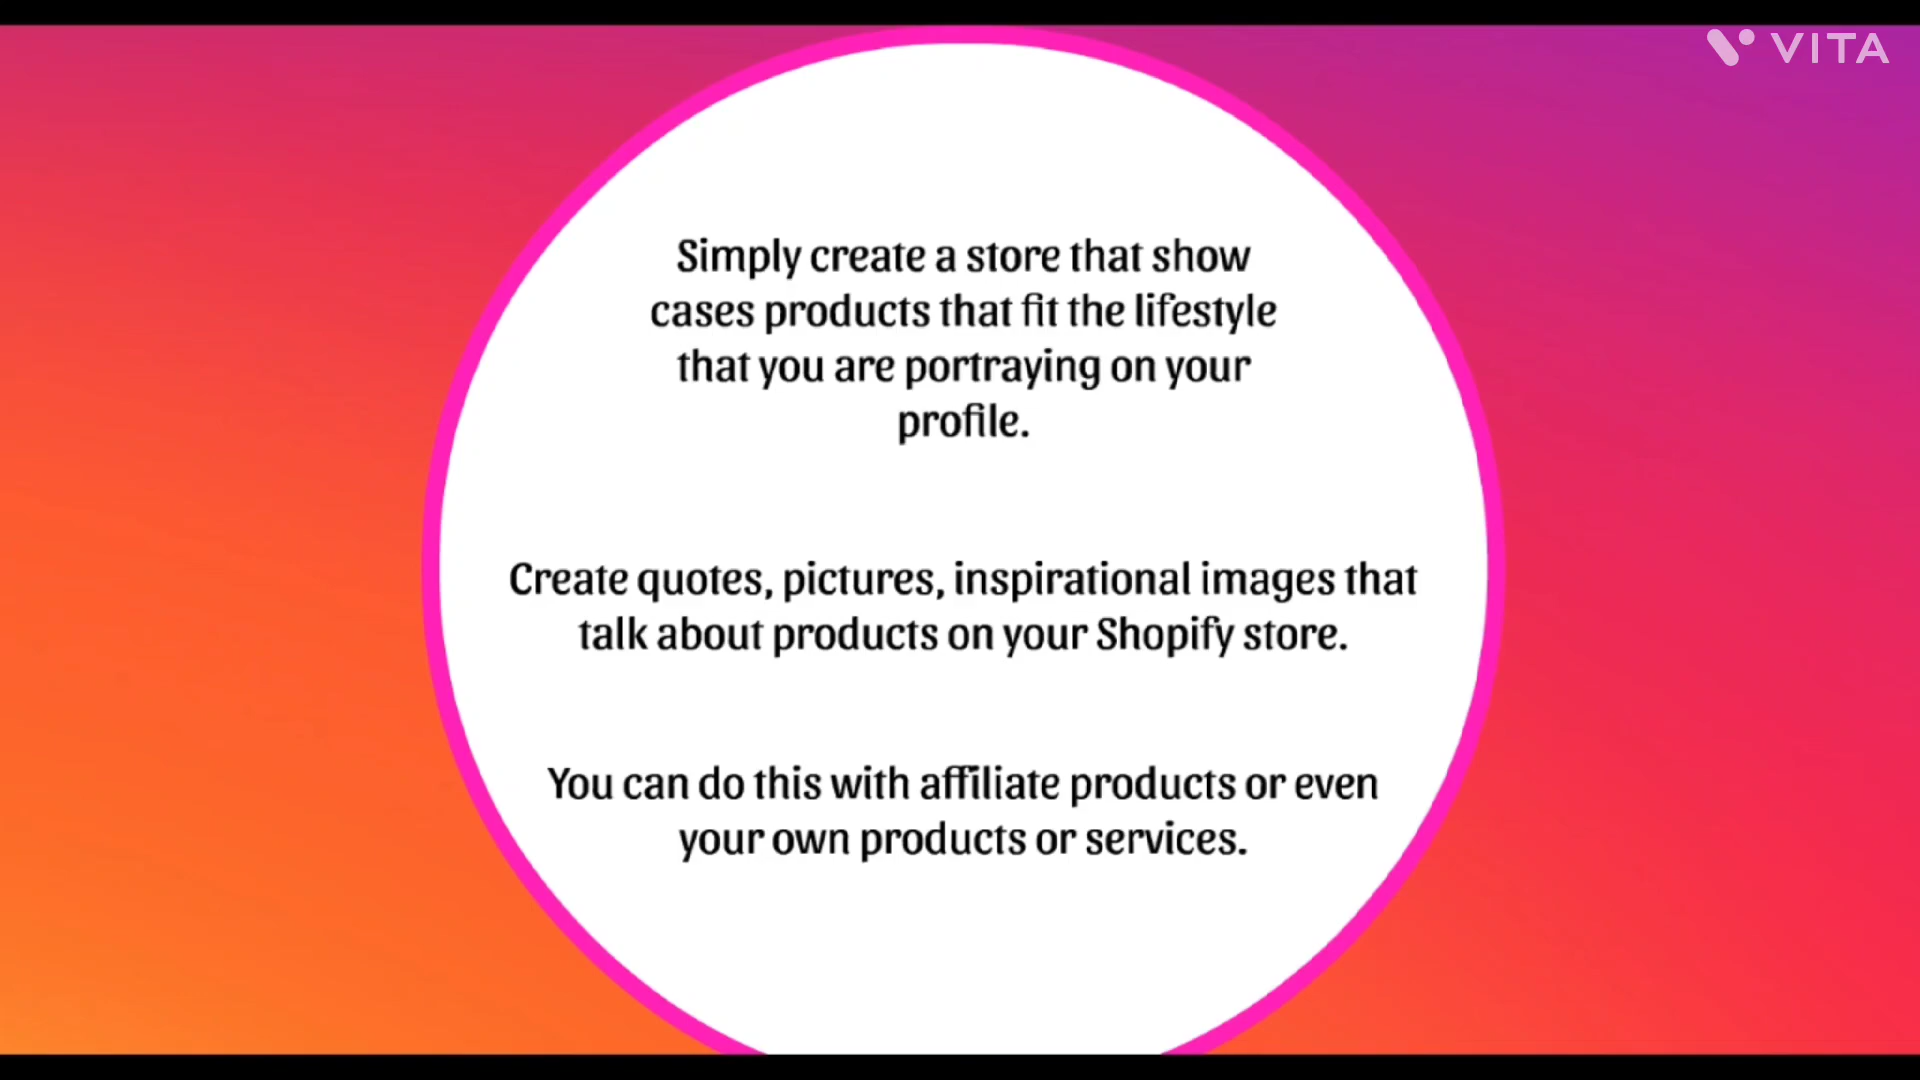 VITA
Simply create a store that show
cases products that fit the lifestyle
that you are portraying on your
profile.
Create quotes, pictures, inspirational images that
talk about products on your Shopify store.
You can do this with affiliate products or even
your own products or services.